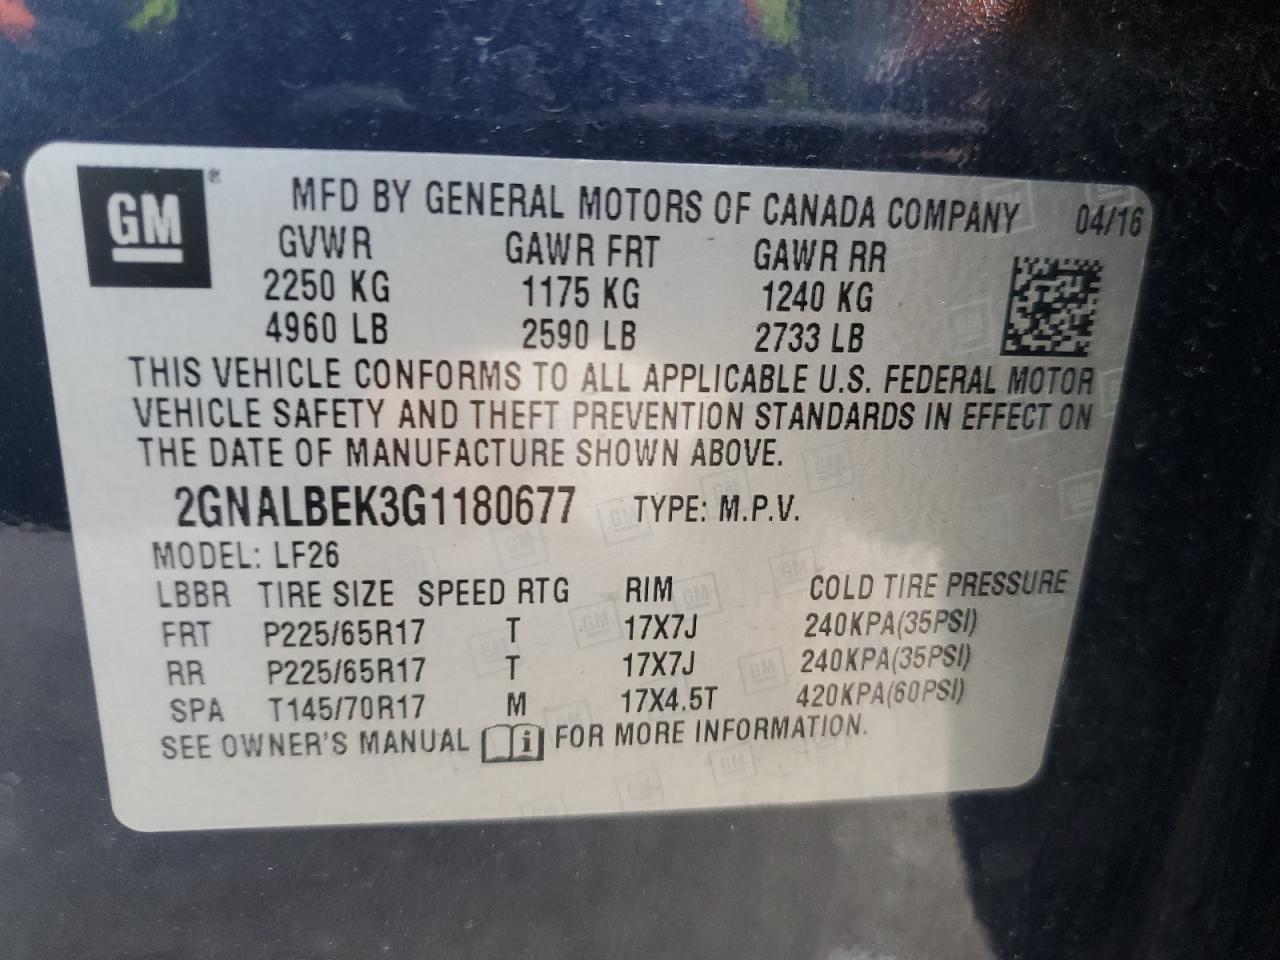 GM ®
MFD BY GENERAL MOTORS OF CANADA COMPANY 04/16
GVWR GAWR FRT GAWR RR
2250 KG 1175 KG 1240 KG
4960 LB 2590 LB 2733 LB
THIS VEHICLE CONFORMS TO ALL APPLICABLE U.S. FEDERAL MOTOR
VEHICLE SAFETY AND THEFT PREVENTION STANDARDS IN EFFECT ON
THE DATE OF MANUFACTURE SHOWN ABOVE.
2GNALBEK3G1180677 TYPE: M.P.V.
MODEL: LF26
LBBR TIRE SIZE SPEED RTG RIM COLD TIRE PRESSURE
FRT P225/65R17 T 17X7J 240KPA(35PSI)
RR P225/65R17 T 17X7J 240KPA(35PSI)
SPA T145/70R17 M 17X4.5T 420KPA(60PSI)
SEE OWNER'S MANUAL i FOR MORE INFORMATION.